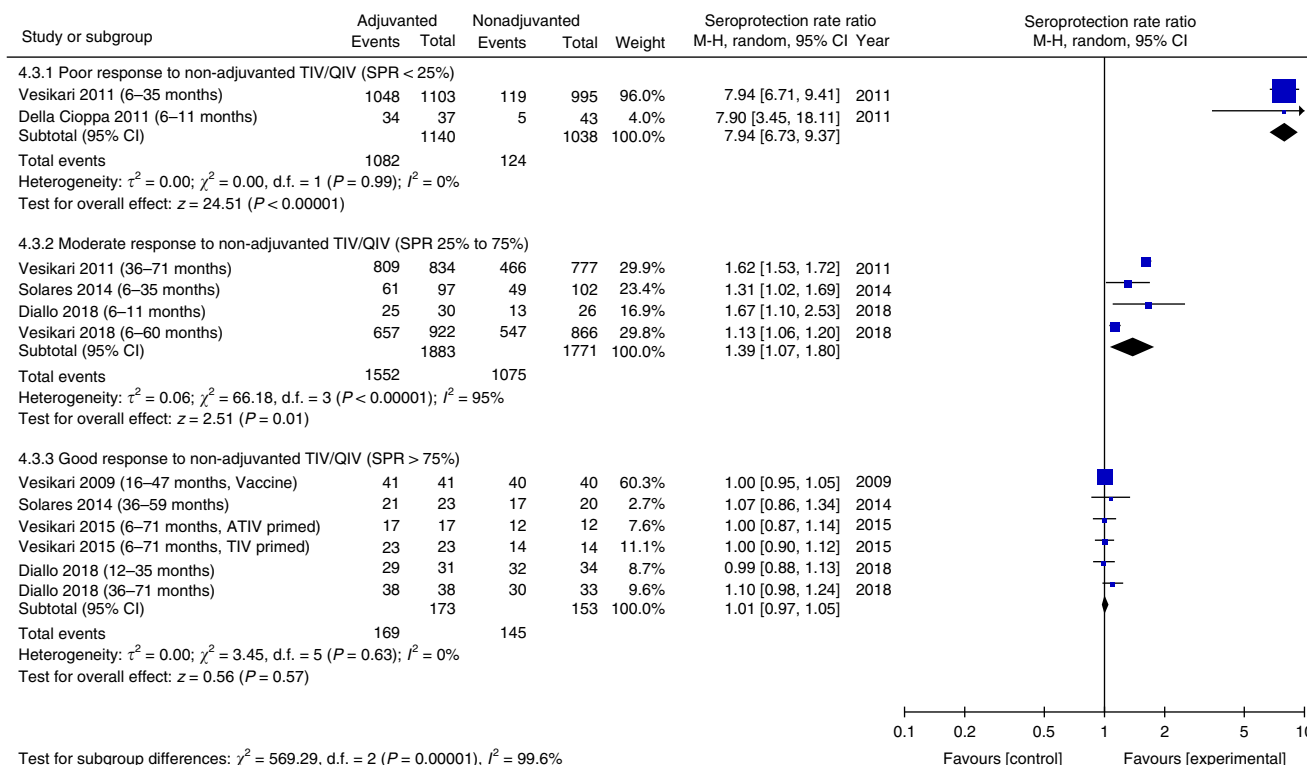 Adjuvanted Nonadjuvanted Seroprotection rate ratio Seroprotection rate ratio
Study or subgroup Events Total Events Total Weight M-H, random, 95% CI Year M-H, random, 95% CI
4.3.1 Poor response to non-adjuvanted TIV/QIV (SPR < 25%)
Vesikari 2011 (6–35 months) 1048 1103 119 995 96.0% 7.94 [6.71, 9.41] 2011
Della Cioppa 2011 (6–11 months) 34 37 5 43 4.0% 7.90 [3.45, 18.11] 2011
Subtotal (95% CI) 1140 1038 100.0% 7.94 [6.73, 9.37]
Total events 1082 124
Heterogeneity: τ² = 0.00; χ² = 0.00, d.f. = 1 (P = 0.99); I² = 0%
Test for overall effect: z = 24.51 (P < 0.00001)
4.3.2 Moderate response to non-adjuvanted TIV/QIV (SPR 25% to 75%)
Vesikari 2011 (36–71 months) 809 834 466 777 29.9% 1.62 [1.53, 1.72] 2011
Solares 2014 (6–35 months) 61 97 49 102 23.4% 1.31 [1.02, 1.69] 2014
Diallo 2018 (6–11 months) 25 30 13 26 16.9% 1.67 [1.10, 2.53] 2018
Vesikari 2018 (6–60 months) 657 922 547 866 29.8% 1.13 [1.06, 1.20] 2018
Subtotal (95% CI) 1883 1771 100.0% 1.39 [1.07, 1.80]
Total events 1552 1075
Heterogeneity: τ² = 0.06; χ² = 66.18, d.f. = 3 (P < 0.00001); I² = 95%
Test for overall effect: z = 2.51 (P = 0.01)
4.3.3 Good response to non-adjuvanted TIV/QIV (SPR > 75%)
Vesikari 2009 (16–47 months, Vaccine) 41 41 40 40 60.3% 1.00 [0.95, 1.05] 2009
Solares 2014 (36–59 months) 21 23 17 20 2.7% 1.07 [0.86, 1.34] 2014
Vesikari 2015 (6–71 months, ATIV primed) 17 17 12 12 7.6% 1.00 [0.87, 1.14] 2015
Vesikari 2015 (6–71 months, TIV primed) 23 23 14 14 11.1% 1.00 [0.90, 1.12] 2015
Diallo 2018 (12–35 months) 29 31 32 34 8.7% 0.99 [0.88, 1.13] 2018
Diallo 2018 (36–71 months) 38 38 30 33 9.6% 1.10 [0.98, 1.24] 2018
Subtotal (95% CI) 173 153 100.0% 1.01 [0.97, 1.05]
Total events 169 145
Heterogeneity: τ² = 0.00; χ² = 3.45, d.f. = 5 (P = 0.63); I² = 0%
Test for overall effect: z = 0.56 (P = 0.57)
0.1 0.2 0.5 1 2 5 10
Test for subgroup differences: χ² = 569.29, d.f. = 2 (P = 0.00001), I² = 99.6% Favours [control] Favours [experimental]